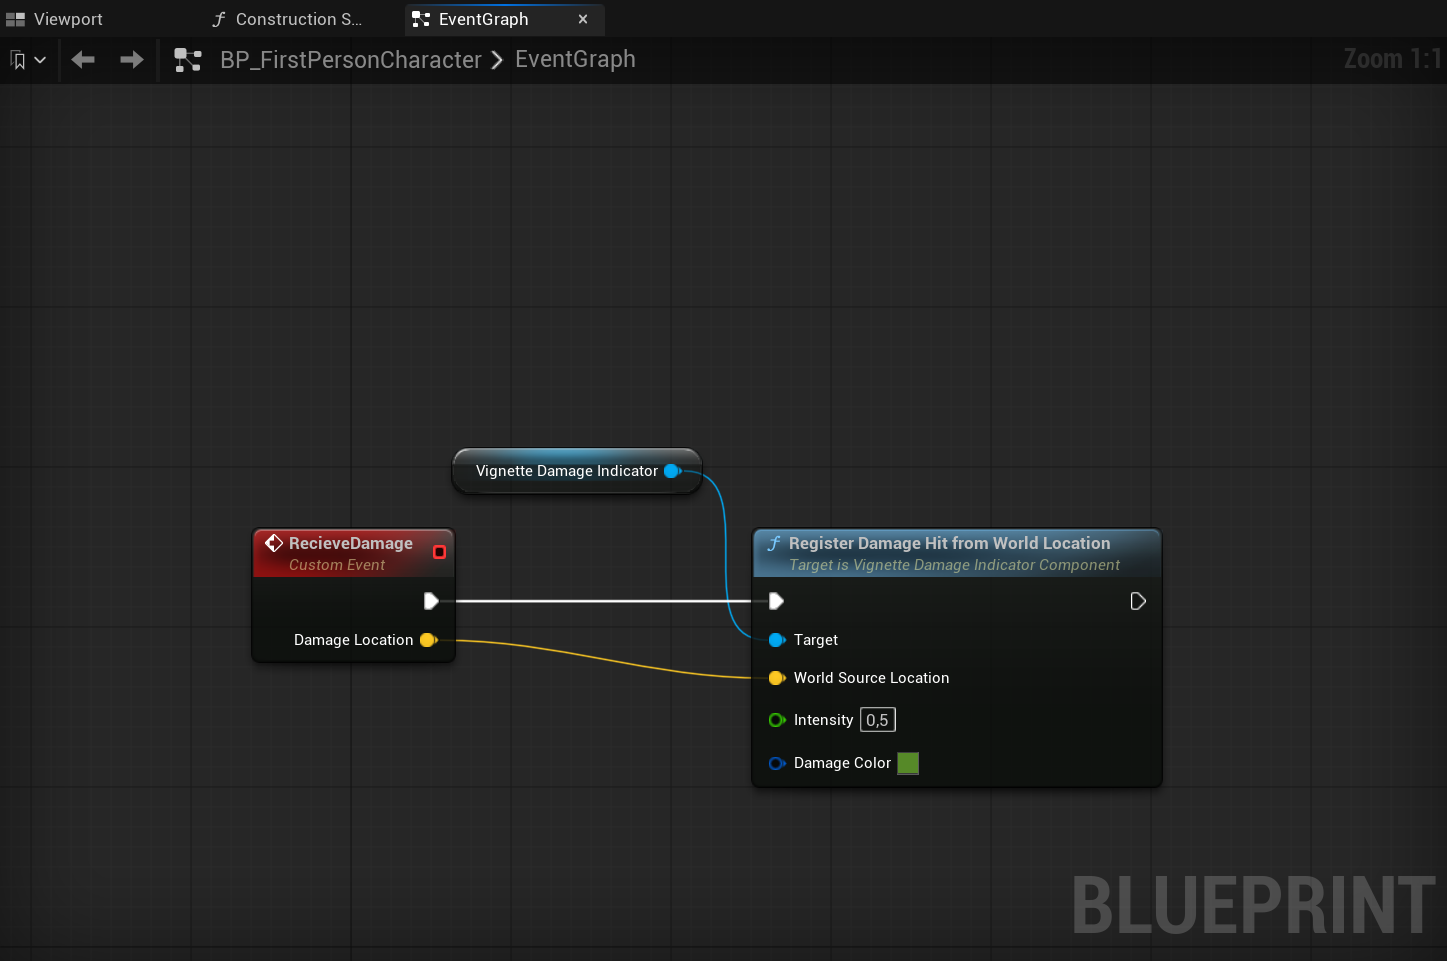 Viewport
Construction S...
EventGraph
BP_FirstPersonCharacter
EventGraph
Zoom 1:1
Vignette Damage Indicator
RecieveDamage
Custom Event
Damage Location
Register Damage Hit from World Location
Target is Vignette Damage Indicator Component
Target
World Source Location
Intensity 0,5
Damage Color
BLUEPRINT